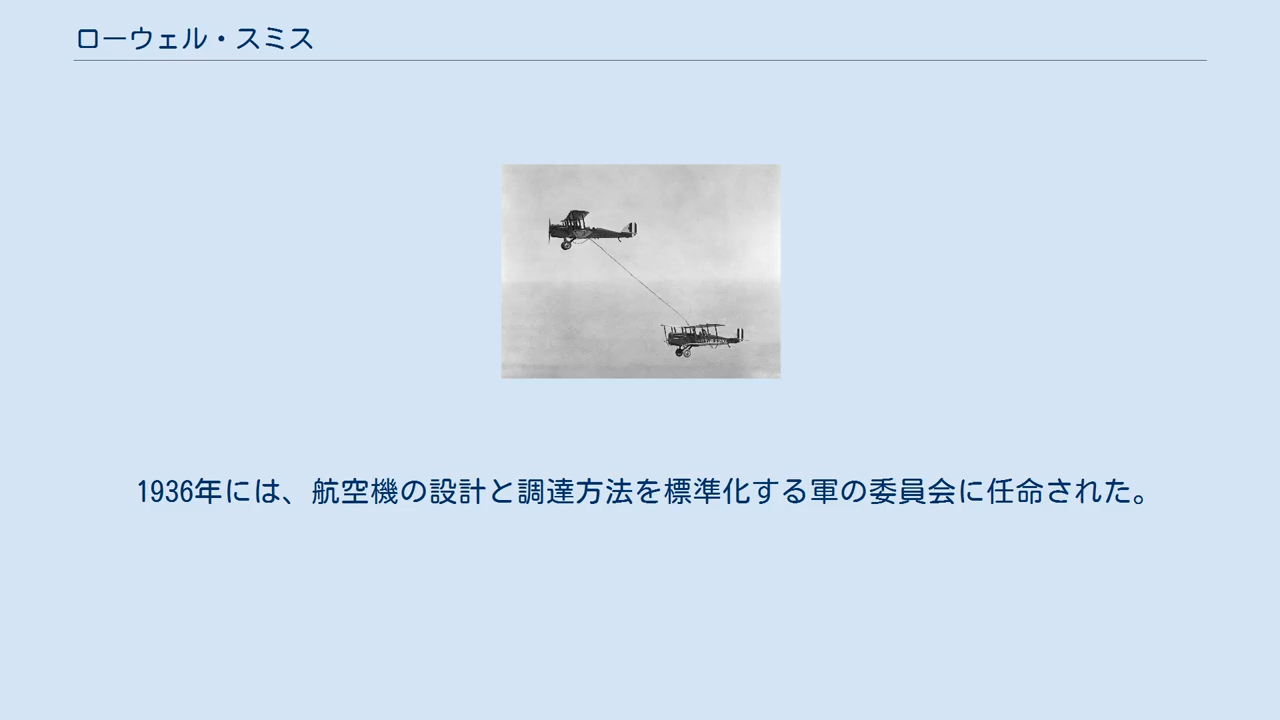 ローウェル・スミス
1936年には、航空機の設計と調達方法を標準化する軍の委員会に任命された。